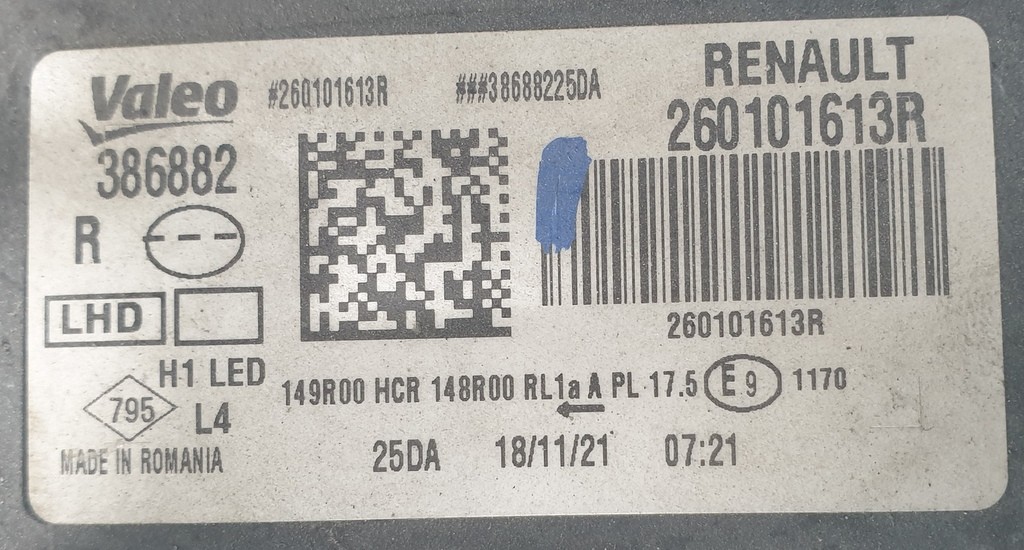 Valeo #260101613R ###38688225DA RENAULT
386882 260101613R
R
LHD
260101613R
H1 LED
149R00 HCR 148R00 RL1a A PL 17.5 E9 1170
795 L4
MADE IN ROMANIA 25DA 18/11/21 07:21